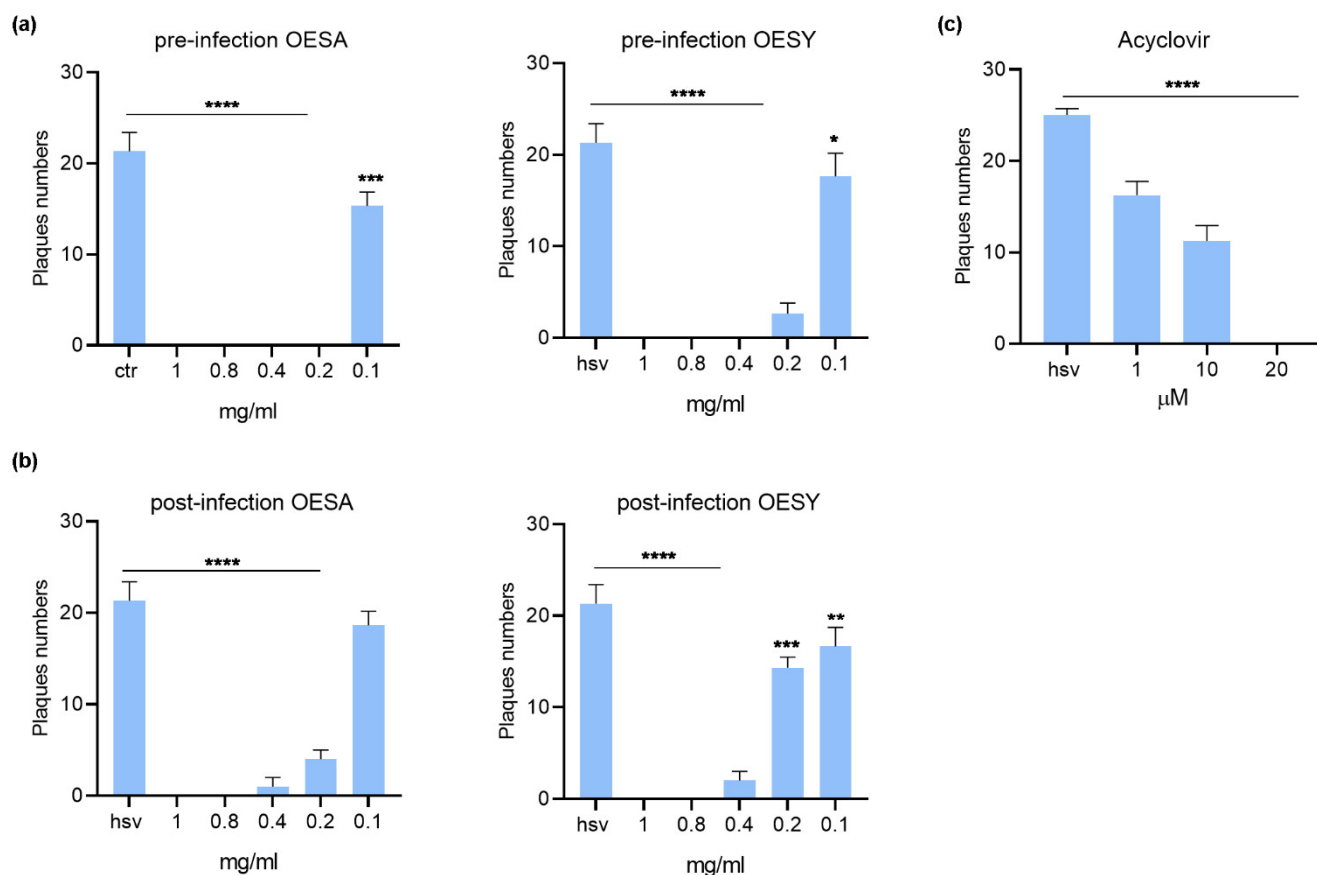 (a)
pre-infection OESA
Plaques numbers
30
20
10
0
****
***
ctr 1 0.8 0.4 0.2 0.1
mg/ml
pre-infection OESY
Plaques numbers
30
20
10
0
****
*
hsv 1 0.8 0.4 0.2 0.1
mg/ml
(c)
Acyclovir
Plaques numbers
30
20
10
0
****
hsv 1 10 20
μM
(b)
post-infection OESA
Plaques numbers
30
20
10
0
****
hsv 1 0.8 0.4 0.2 0.1
mg/ml
post-infection OESY
Plaques numbers
30
20
10
0
****
***
**
hsv 1 0.8 0.4 0.2 0.1
mg/ml